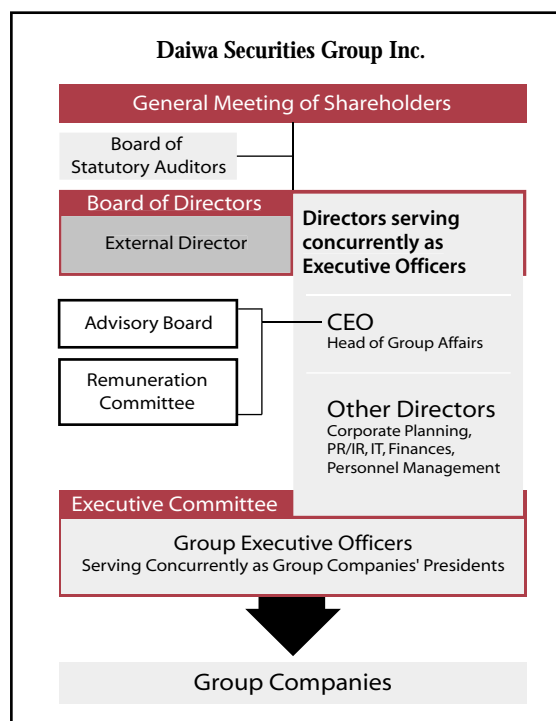 Daiwa Securities Group Inc.
General Meeting of Shareholders
Board of
Statutory Auditors
Board of Directors
External Director
Directors serving
concurrently as
Executive Officers
Advisory Board
Remuneration
Committee
CEO
Head of Group Affairs
Other Directors
Corporate Planning,
PR/IR, IT, Finances,
Personnel Management
Executive Committee
Group Executive Officers
Serving Concurrently as Group Companies' Presidents
Group Companies